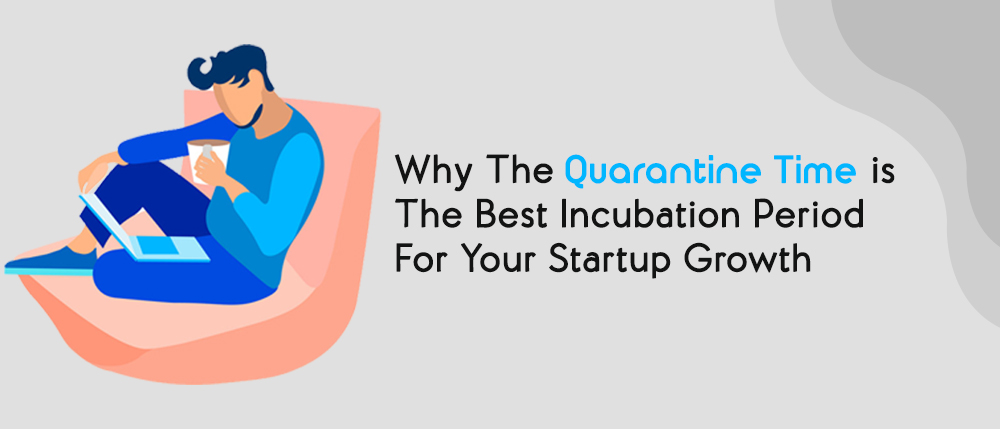 Why The Quarantine Time is
The Best Incubation Period
For Your Startup Growth